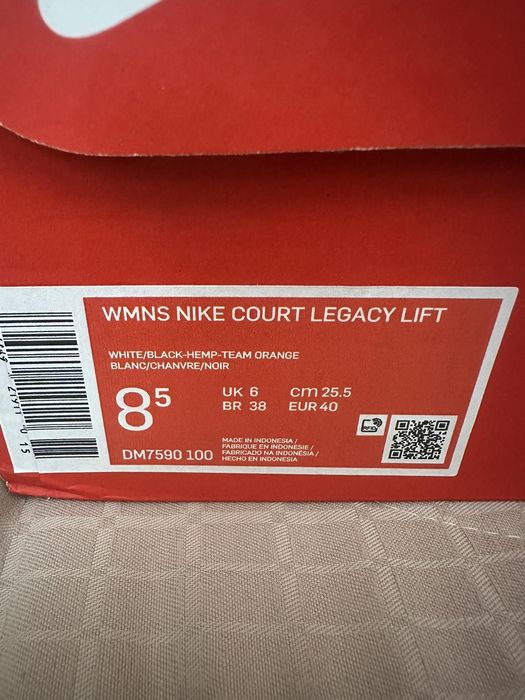 WMNS NIKE COURT LEGACY LIFT
WHITE/BLACK-HEMP-TEAM ORANGE
BLANC/CHANVRE/NOIR
8⁵
UK 6 cm 25.5
BR 38 EUR 40
DM7590 100
MADE IN INDONESIA /
FABRIQUE EN INDONESIE /
FABRICADO NA INDONÉSIA /
HECHO EN INDONESIA